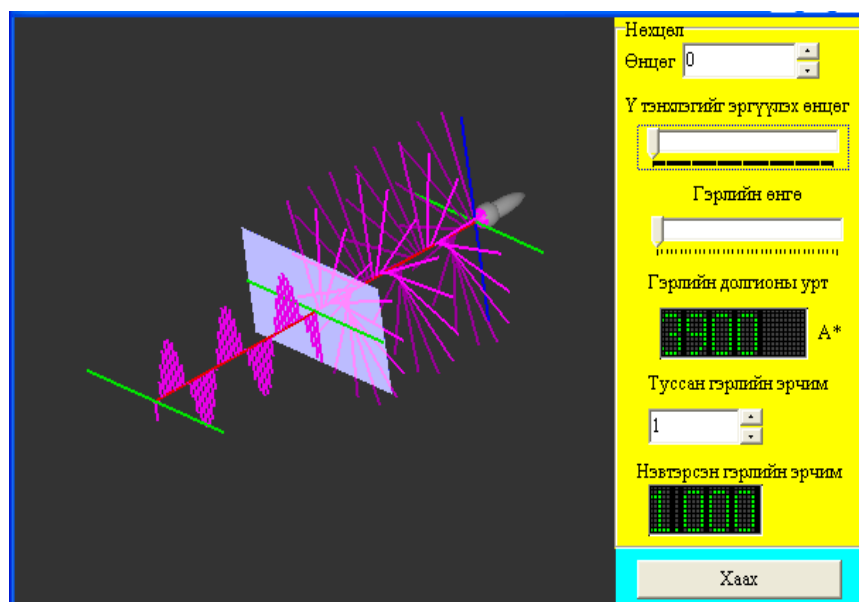 Нөхцөл
Өнцөг 0
Y тэнхлэгийг эргүүлэх өнцөг
Гэрлийн өнгө
Гэрлийн долгионы урт
3900 A*
Туссан гэрлийн эрчим
1
Нэвтэрсэн гэрлийн эрчим
1.000
Хаах